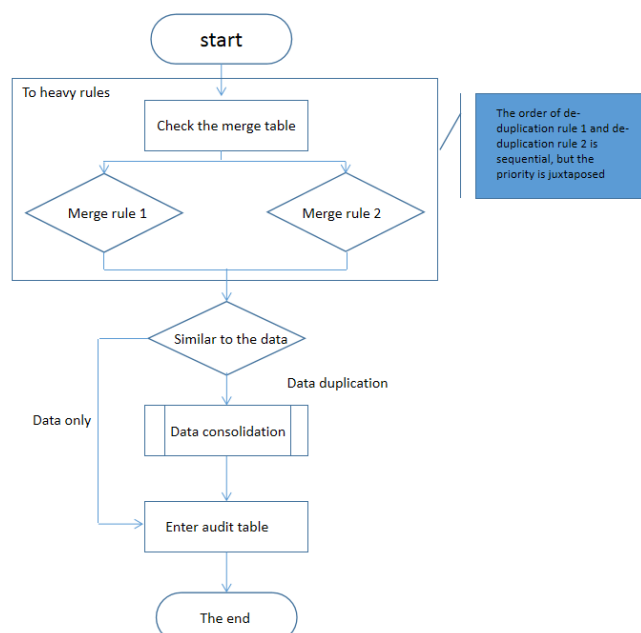 start
To heavy rules
Check the merge table
The order of de-
duplication rule 1 and de-
duplication rule 2 is
sequential, but the
priority is juxtaposed
Merge rule 1
Merge rule 2
Similar to the data
Data duplication
Data only
Data consolidation
Enter audit table
The end